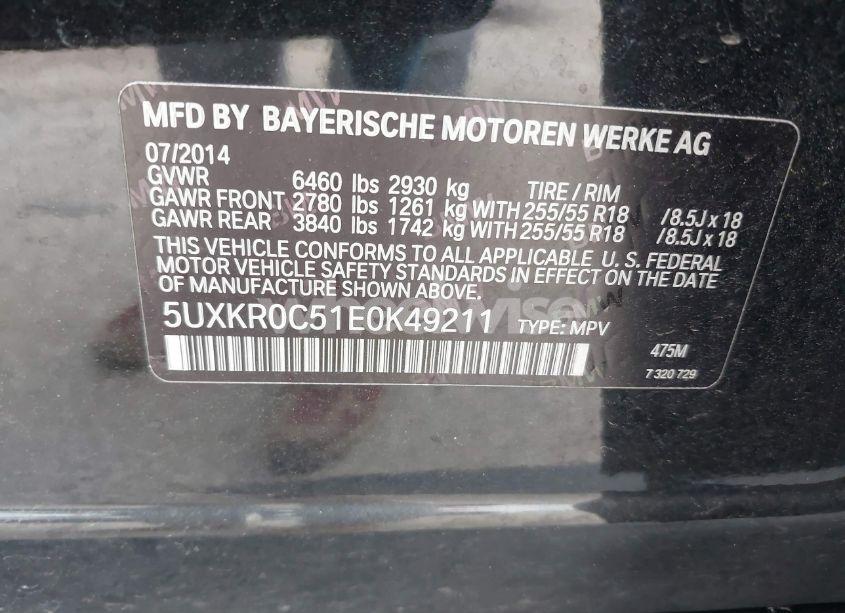 MFD BY BAYERISCHE MOTOREN WERKE AG
07/2014
GVWR 6460 lbs 2930 kg TIRE / RIM
GAWR FRONT 2780 lbs 1261 kg WITH 255/55 R18 /8.5J x 18
GAWR REAR 3840 lbs 1742 kg WITH 255/55 R18 /8.5J x 18
THIS VEHICLE CONFORMS TO ALL APPLICABLE U. S. FEDERAL
MOTOR VEHICLE SAFETY STANDARDS IN EFFECT ON THE DATE
OF MANUFACTURE SHOWN ABOVE.
5UXKR0C51E0K49211 TYPE: MPV
475M
7 320 729